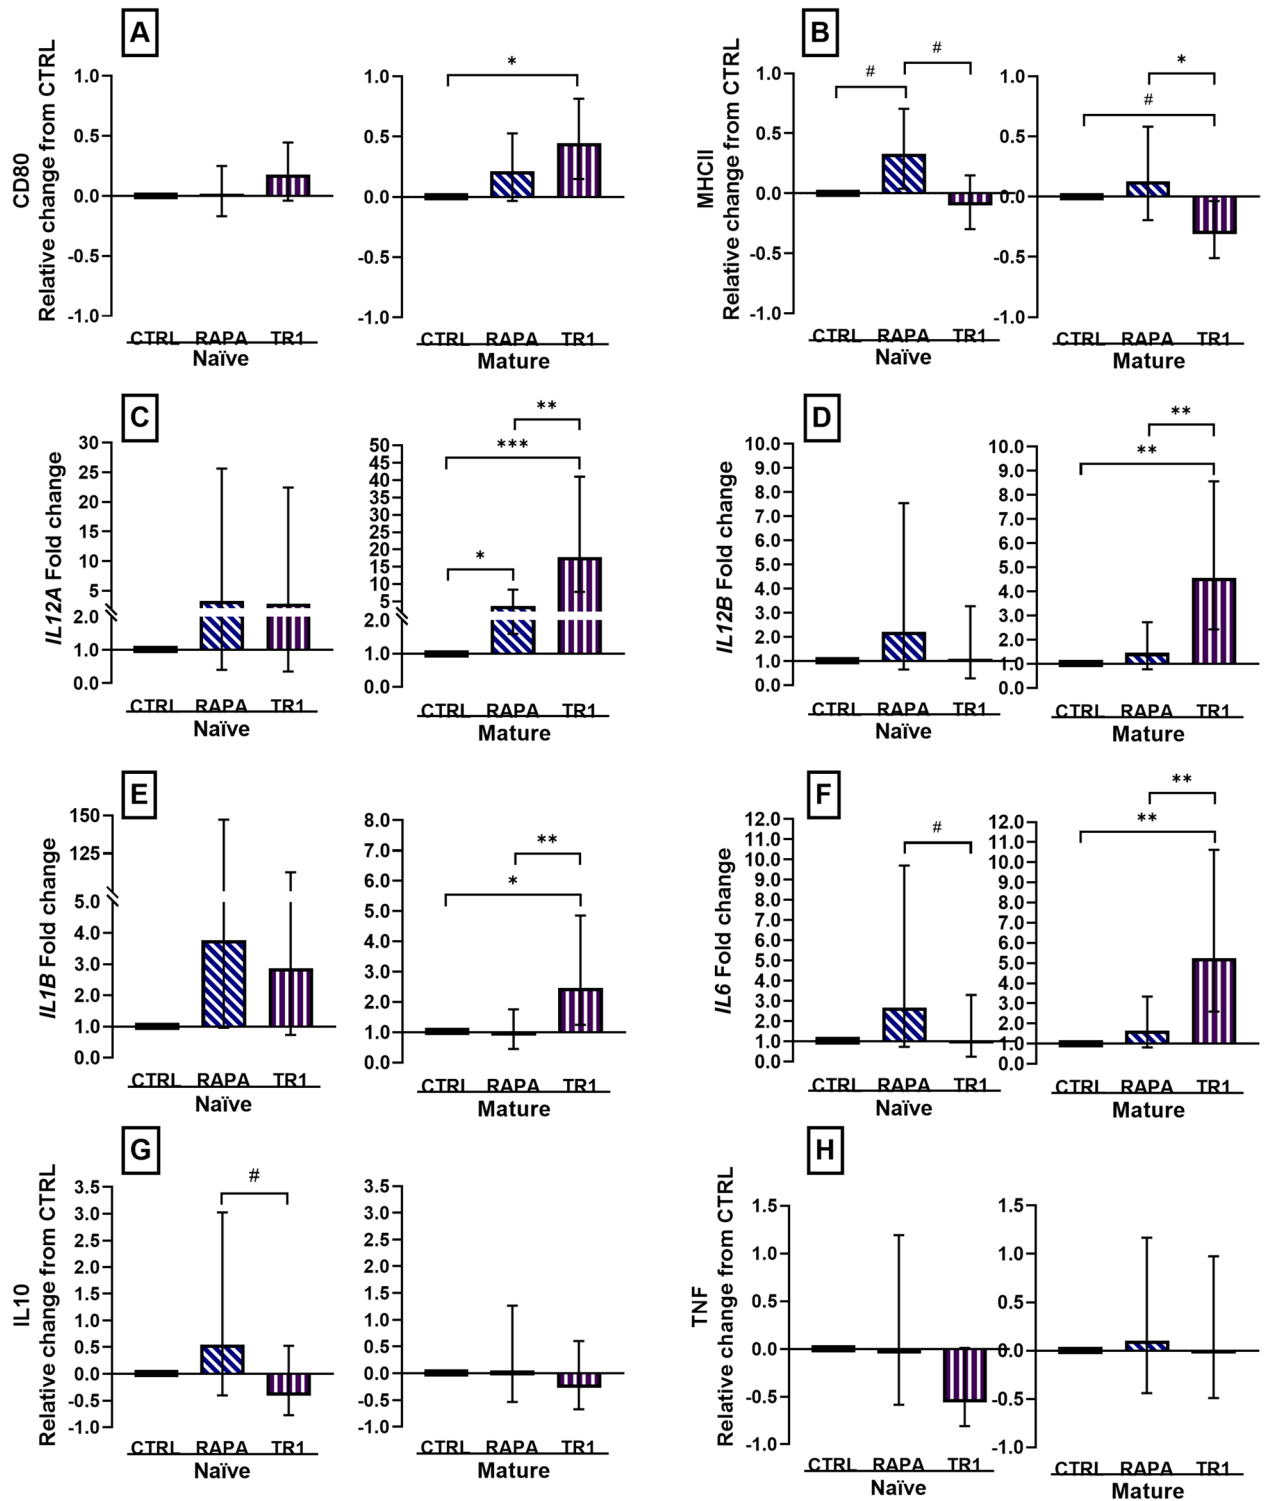 A
CD80
Relative change from CTRL
1.0
0.5
0.0
-0.5
-1.0
CTRL RAPA TR1
Naïve
*
1.0
0.5
0.0
-0.5
-1.0
CTRL RAPA TR1
Mature
B
MHCII
Relative change from CTRL
# #
1.0
0.5
0.0
-0.5
-1.0
CTRL RAPA TR1
Naïve
*
#
1.0
0.5
0.0
-0.5
-1.0
CTRL RAPA TR1
Mature
C
IL12A Fold change
30
25
20
15
10
5
2.0
1.0
0.0
CTRL RAPA TR1
Naïve
**
***
*
50
45
40
35
30
25
20
15
10
5
2.0
1.0
0.0
CTRL RAPA TR1
Mature
D
IL12B Fold change
10.0
9.0
8.0
7.0
6.0
5.0
4.0
3.0
2.0
1.0
0.0
CTRL RAPA TR1
Naïve
**
**
10.0
9.0
8.0
7.0
6.0
5.0
4.0
3.0
2.0
1.0
0.0
CTRL RAPA TR1
Mature
E
IL1B Fold change
150
125
5.0
4.0
3.0
2.0
1.0
0.0
CTRL RAPA TR1
Naïve
**
*
8.0
7.0
6.0
5.0
4.0
3.0
2.0
1.0
0.0
CTRL RAPA TR1
Mature
F
IL6 Fold change
#
12.0
11.0
10.0
9.0
8.0
7.0
6.0
5.0
4.0
3.0
2.0
1.0
0.0
CTRL RAPA TR1
Naïve
**
**
12.0
11.0
10.0
9.0
8.0
7.0
6.0
5.0
4.0
3.0
2.0
1.0
0.0
CTRL RAPA TR1
Mature
G
IL10
Relative change from CTRL
#
3.5
3.0
2.5
2.0
1.5
1.0
0.5
0.0
-0.5
-1.0
CTRL RAPA TR1
Naïve
3.5
3.0
2.5
2.0
1.5
1.0
0.5
0.0
-0.5
-1.0
CTRL RAPA TR1
Mature
H
TNF
Relative change from CTRL
1.5
1.0
0.5
0.0
-0.5
-1.0
CTRL RAPA TR1
Naïve
1.5
1.0
0.5
0.0
-0.5
-1.0
CTRL RAPA TR1
Mature